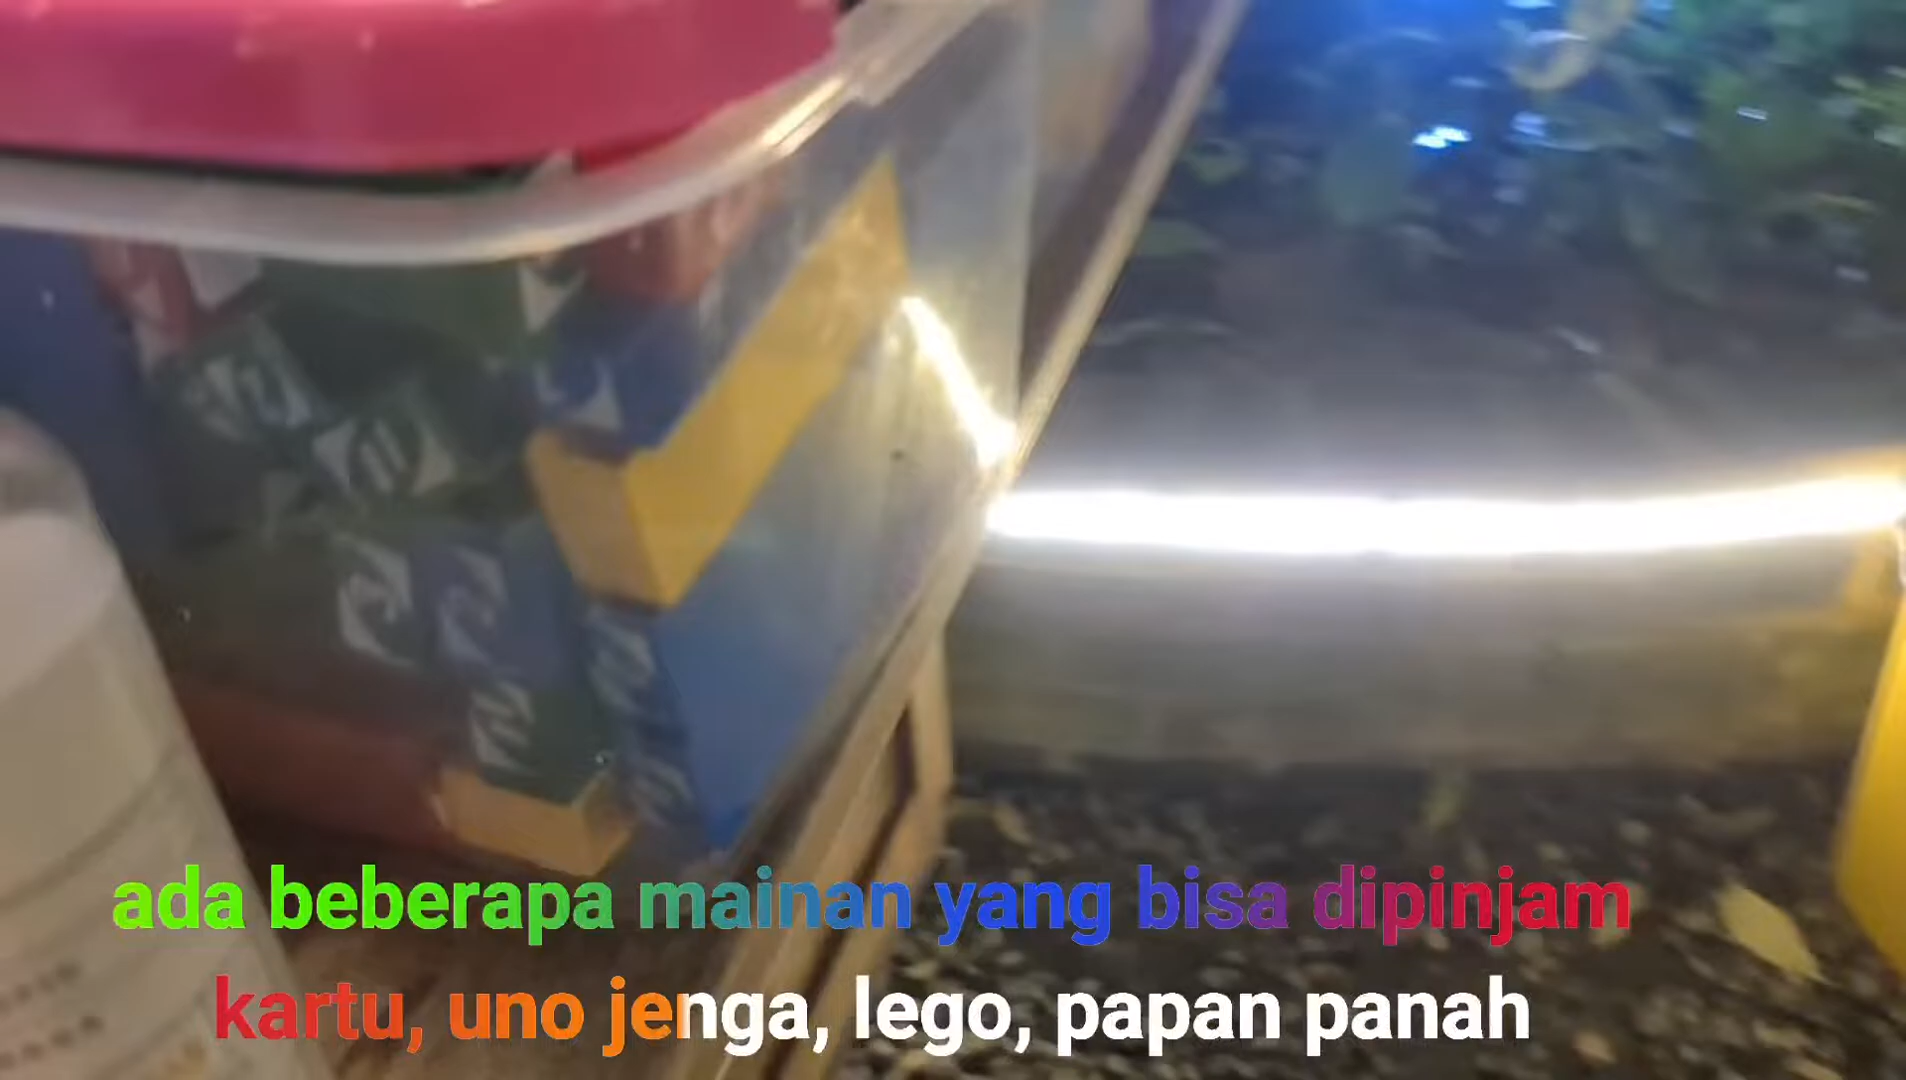 ada beberapa mainan yang bisa dipinjam
kartu, uno jenga, lego, papan panah